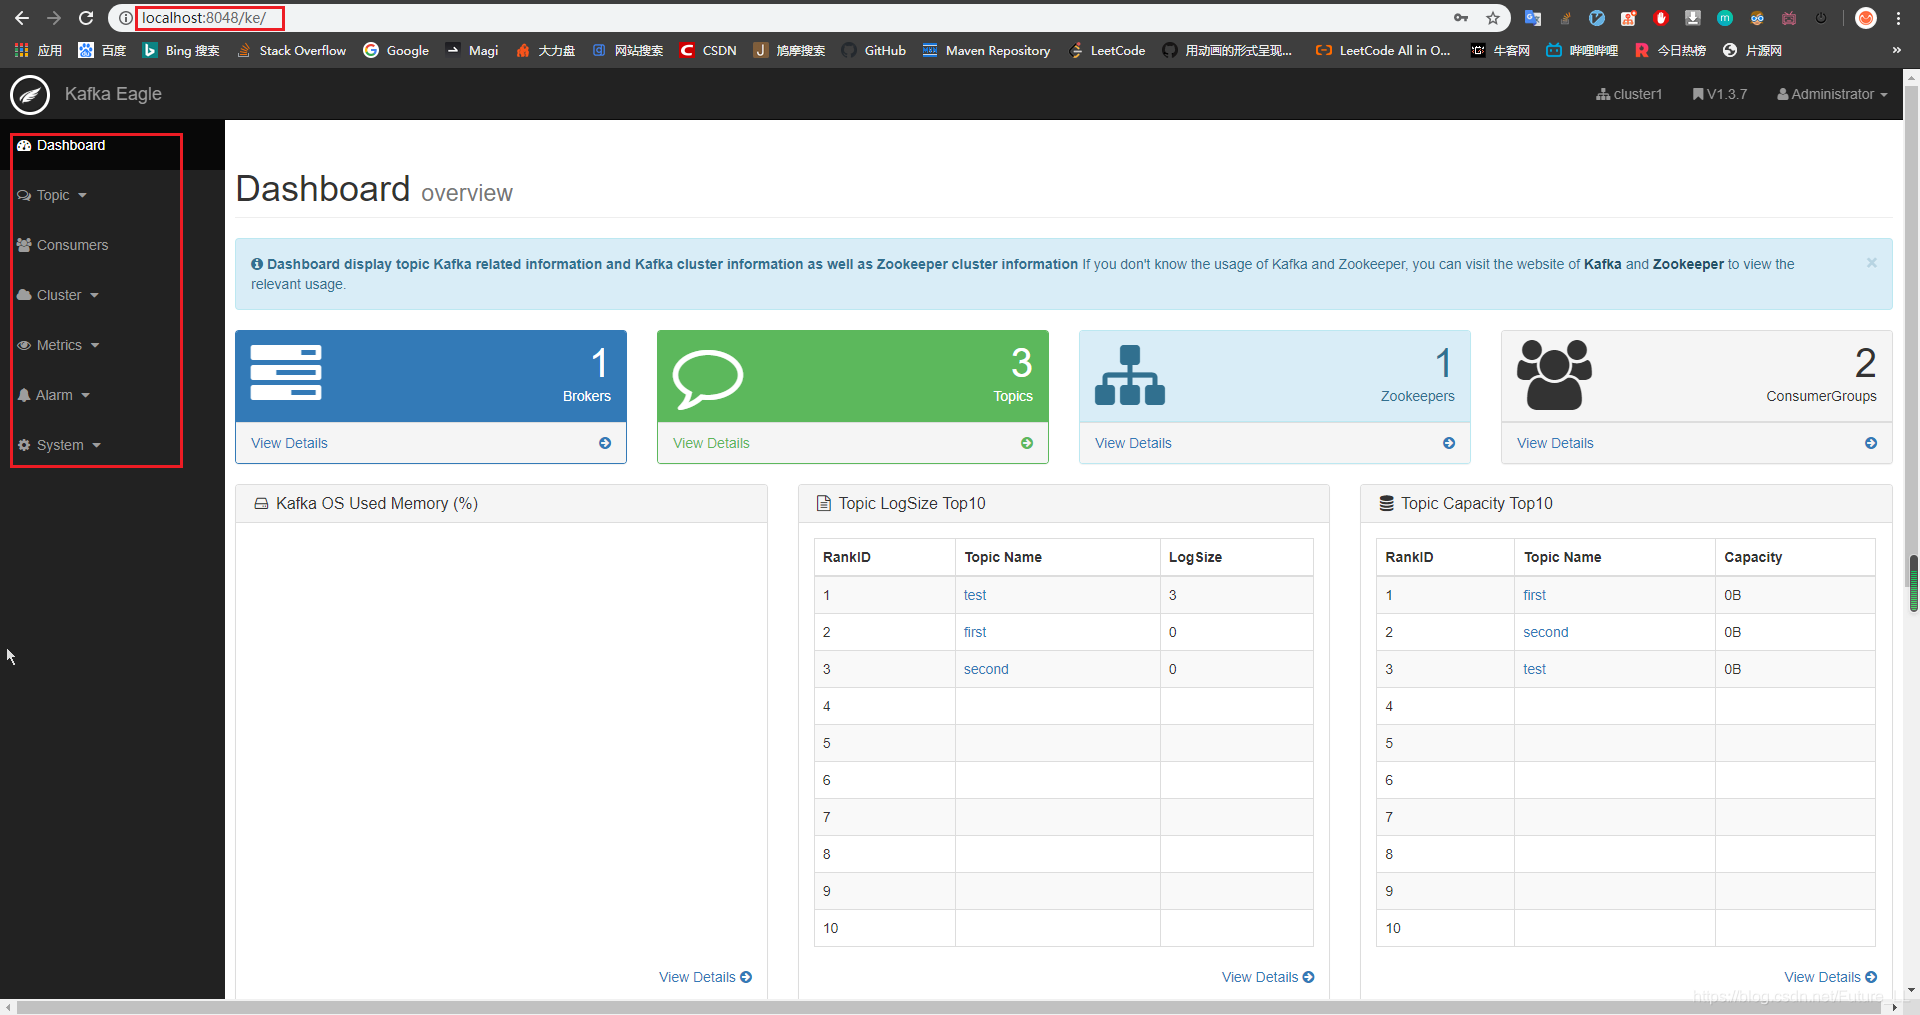 localhost:8048/ke/
应用 百度 Bing 搜索 Stack Overflow Google Magi 大力盘 网站搜索 CSDN 鸠摩搜索 GitHub Maven Repository LeetCode 用动画的形式呈现... LeetCode All in O... 牛客网 哔哩哔哩 今日热榜 片源网 »
Kafka Eagle
cluster1 V1.3.7 Administrator
Dashboard
Topic
Consumers
Cluster
Metrics
Alarm
System
Dashboard overview
Dashboard display topic Kafka related information and Kafka cluster information as well as Zookeeper cluster information If you don't know the usage of Kafka and Zookeeper, you can visit the website of Kafka and Zookeeper to view the
relevant usage.
×
1
Brokers
View Details
3
Topics
View Details
1
Zookeepers
View Details
2
ConsumerGroups
View Details
Kafka OS Used Memory (%)
View Details
Topic LogSize Top10
RankID Topic Name LogSize
1 test 3
2 first 0
3 second 0
4
5
6
7
8
9
10
View Details
Topic Capacity Top10
RankID Topic Name Capacity
1 first 0B
2 second 0B
3 test 0B
4
5
6
7
8
9
10
View Details